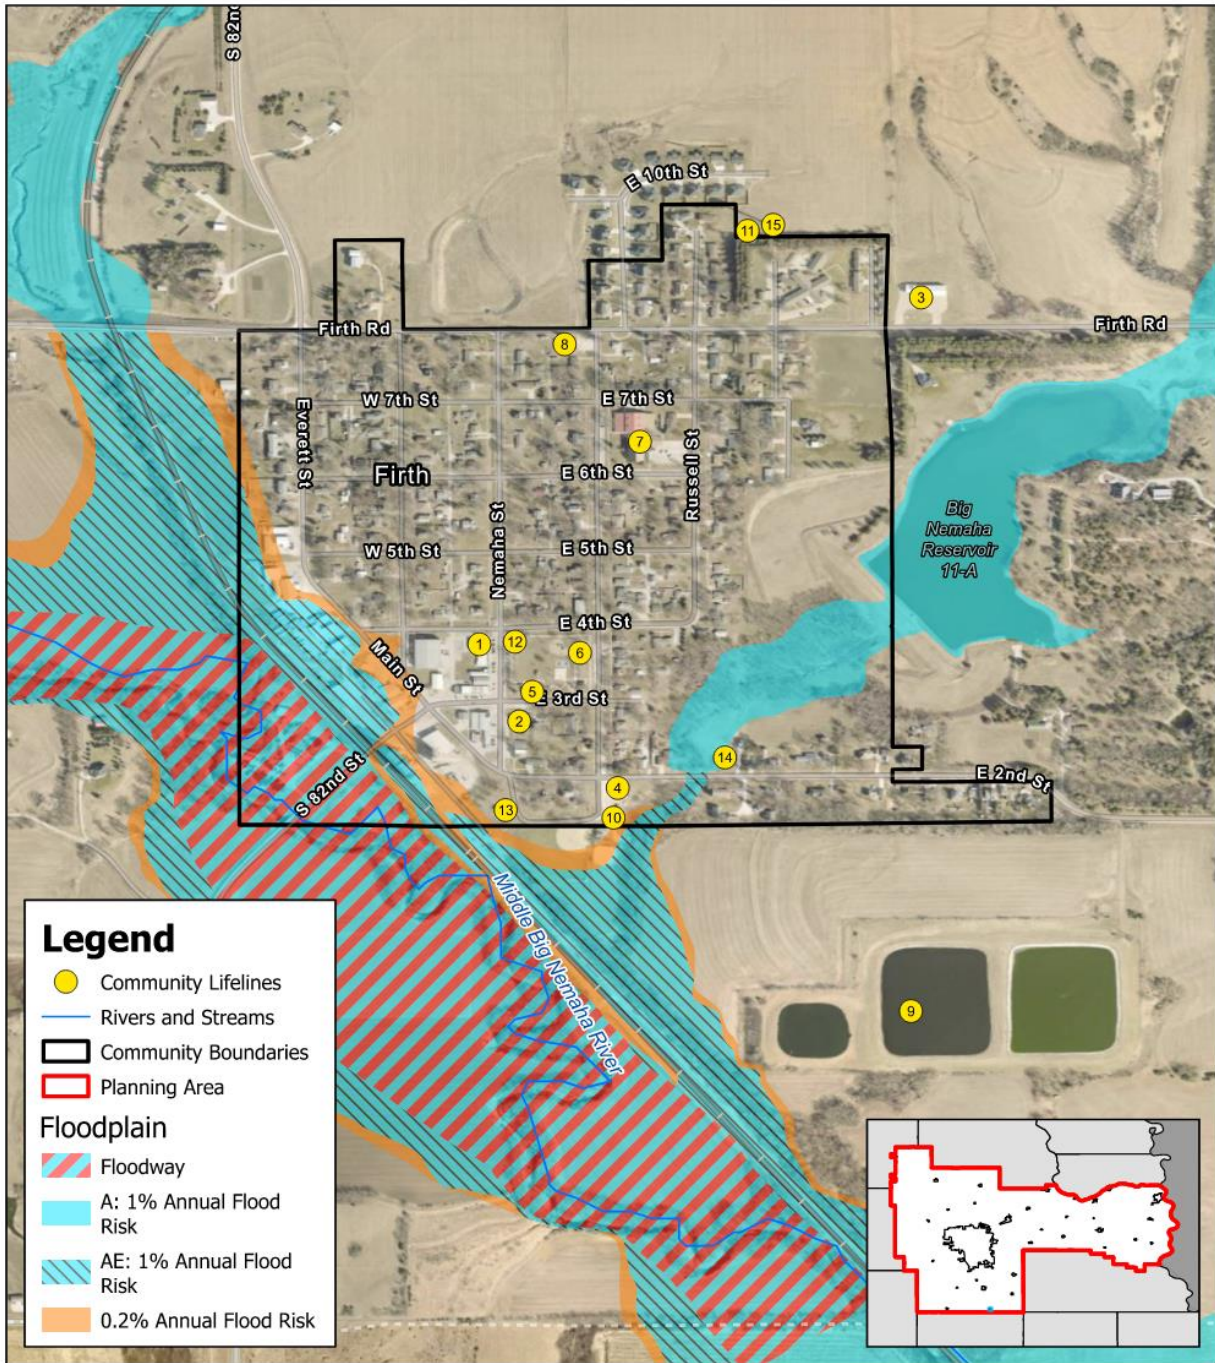 S 82nd
E 10th St
11
15
3
Firth Rd
Firth Rd
8
W 7th St
E 7th St
Everett St
7
Russell St
Firth
E 6th St
Nemaha St
W 5th St
E 5th St
Big
Nemaha
Reservoir
11-A
E 4th St
1
12
6
Main St
5
E 3rd St
2
14
S 82nd St
E 2nd St
4
13
10
Middle Big Nemaha River
9
Legend
Community Lifelines
Rivers and Streams
Community Boundaries
Planning Area
Floodplain
Floodway
A: 1% Annual Flood
Risk
AE: 1% Annual Flood
Risk
0.2% Annual Flood Risk